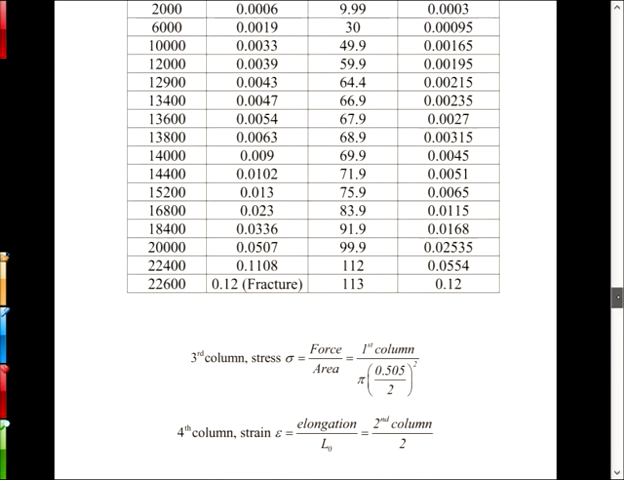 2000 0.0006 9.99 0.0003
6000 0.0019 30 0.00095
10000 0.0033 49.9 0.00165
12000 0.0039 59.9 0.00195
12900 0.0043 64.4 0.00215
13400 0.0047 66.9 0.00235
13600 0.0054 67.9 0.0027
13800 0.0063 68.9 0.00315
14000 0.009 69.9 0.0045
14400 0.0102 71.9 0.0051
15200 0.013 75.9 0.0065
16800 0.023 83.9 0.0115
18400 0.0336 91.9 0.0168
20000 0.0507 99.9 0.02535
22400 0.1108 112 0.0554
22600 0.12 (Fracture) 113 0.12
3rd column, stress σ = Force / Area = 1st column / π(0.505 / 2)^2
4th column, strain ε = elongation / L0 = 2nd column / 2